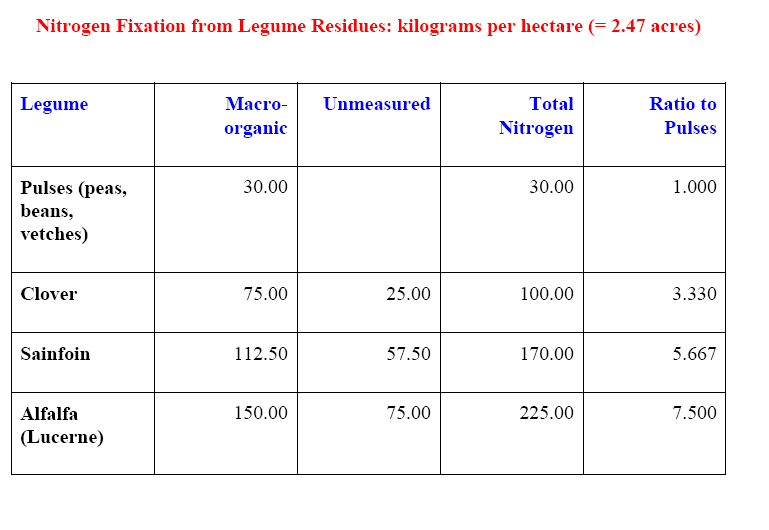 Nitrogen Fixation from Legume Residues: kilograms per hectare (= 2.47 acres)
Legume Macro- Unmeasured Total Ratio to
organic Nitrogen Pulses
Pulses (peas, 30.00 30.00 1.000
beans,
vetches)
Clover 75.00 25.00 100.00 3.330
Sainfoin 112.50 57.50 170.00 5.667
Alfalfa 150.00 75.00 225.00 7.500
(Lucerne)